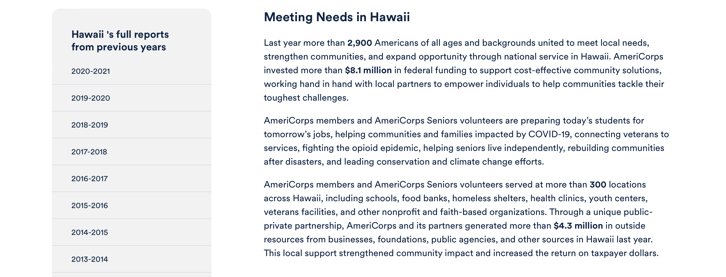 Hawaii 's full reports
from previous years
2020-2021
2019-2020
2018-2019
2017-2018
2016-2017
2015-2016
2014-2015
2013-2014
Meeting Needs in Hawaii
Last year more than 2,900 Americans of all ages and backgrounds united to meet local needs,
strengthen communities, and expand opportunity through national service in Hawaii. AmeriCorps
invested more than $8.1 million in federal funding to support cost-effective community solutions,
working hand in hand with local partners to empower individuals to help communities tackle their
toughest challenges.
AmeriCorps members and AmeriCorps Seniors volunteers are preparing today's students for
tomorrow's jobs, helping communities and families impacted by COVID-19, connecting veterans to
services, fighting the opioid epidemic, helping seniors live independently, rebuilding communities
after disasters, and leading conservation and climate change efforts.
AmeriCorps members and AmeriCorps Seniors volunteers served at more than 300 locations
across Hawaii, including schools, food banks, homeless shelters, health clinics, youth centers,
veterans facilities, and other nonprofit and faith-based organizations. Through a unique public-
private partnership, AmeriCorps and its partners generated more than $4.3 million in outside
resources from businesses, foundations, public agencies, and other sources in Hawaii last year.
This local support strengthened community impact and increased the return on taxpayer dollars.